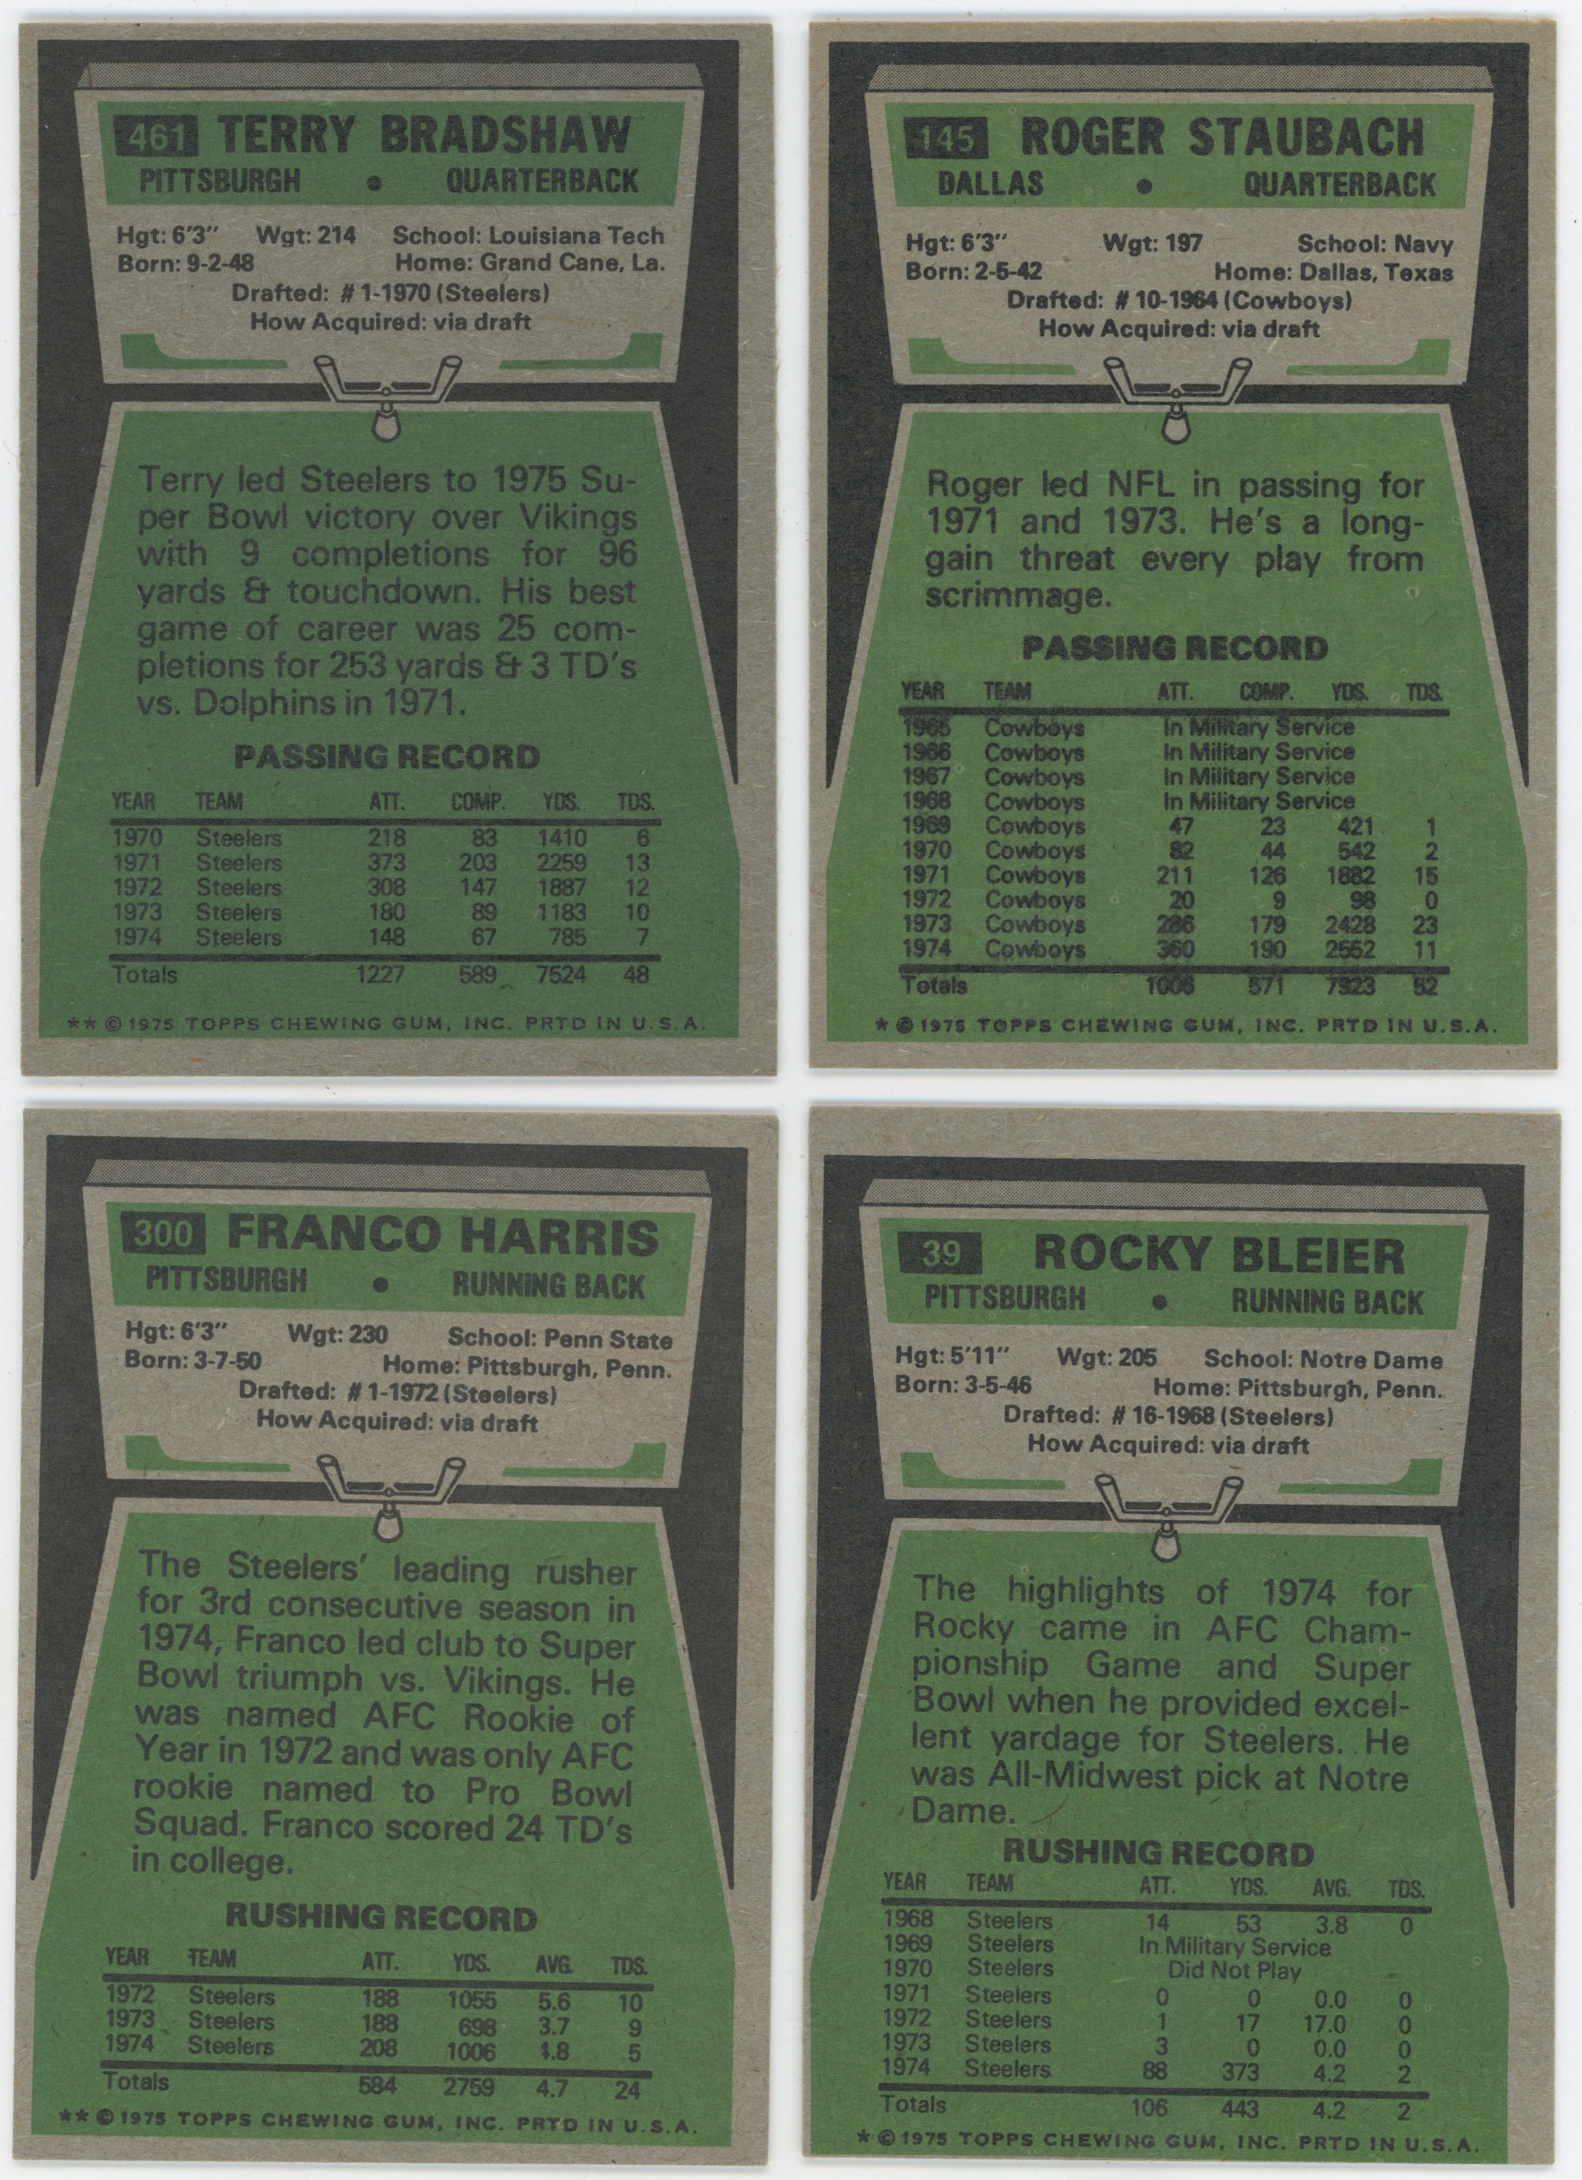 461 TERRY BRADSHAW
PITTSBURGH • QUARTERBACK
Hgt: 6'3" Wgt: 214 School: Louisiana Tech
Born: 9-2-48 Home: Grand Cane, La.
Drafted: # 1-1970 (Steelers)
How Acquired: via draft
Terry led Steelers to 1975 Su-
per Bowl victory over Vikings
with 9 completions for 96
yards & touchdown. His best
game of career was 25 com-
pletions for 253 yards & 3 TD's
vs. Dolphins in 1971.
PASSING RECORD
YEAR TEAM ATT. COMP. YDS. TDS.
1970 Steelers 218 83 1410 6
1971 Steelers 373 203 2259 13
1972 Steelers 308 147 1887 12
1973 Steelers 180 89 1183 10
1974 Steelers 148 67 785 7
Totals 1227 589 7524 48
** © 1975 TOPPS CHEWING GUM, INC. PRTD IN U.S.A.
145 ROGER STAUBACH
DALLAS • QUARTERBACK
Hgt: 6'3" Wgt: 197 School: Navy
Born: 2-5-42 Home: Dallas, Texas
Drafted: # 10-1964 (Cowboys)
How Acquired: via draft
Roger led NFL in passing for
1971 and 1973. He's a long-
gain threat every play from
scrimmage.
PASSING RECORD
YEAR TEAM ATT. COMP. YDS. TDS.
1965 Cowboys In Military Service
1966 Cowboys In Military Service
1967 Cowboys In Military Service
1968 Cowboys In Military Service
1969 Cowboys 47 23 421 1
1970 Cowboys 82 44 542 2
1971 Cowboys 211 126 1882 15
1972 Cowboys 20 9 98 0
1973 Cowboys 286 179 2428 23
1974 Cowboys 360 190 2552 11
Totals 1006 571 7923 52
* © 1975 TOPPS CHEWING GUM, INC. PRTD IN U.S.A.
300 FRANCO HARRIS
PITTSBURGH • RUNNING BACK
Hgt: 6'3" Wgt: 230 School: Penn State
Born: 3-7-50 Home: Pittsburgh, Penn.
Drafted: # 1-1972 (Steelers)
How Acquired: via draft
The Steelers' leading rusher
for 3rd consecutive season in
1974, Franco led club to Super
Bowl triumph vs. Vikings. He
was named AFC Rookie of
Year in 1972 and was only AFC
rookie named to Pro Bowl
Squad. Franco scored 24 TD's
in college.
RUSHING RECORD
YEAR TEAM ATT. YDS. AVG. TDS.
1972 Steelers 188 1055 5.6 10
1973 Steelers 188 698 3.7 9
1974 Steelers 208 1006 4.8 5
Totals 584 2759 4.7 24
** © 1975 TOPPS CHEWING GUM, INC. PRTD IN U.S.A.
39 ROCKY BLEIER
PITTSBURGH • RUNNING BACK
Hgt: 5'11" Wgt: 205 School: Notre Dame
Born: 3-5-46 Home: Pittsburgh, Penn.
Drafted: # 16-1968 (Steelers)
How Acquired: via draft
The highlights of 1974 for
Rocky came in AFC Cham-
pionship Game and Super
Bowl when he provided excel-
lent yardage for Steelers. He
was All-Midwest pick at Notre
Dame.
RUSHING RECORD
YEAR TEAM ATT. YDS. AVG. TDS.
1968 Steelers 14 53 3.8 0
1969 Steelers In Military Service
1970 Steelers Did Not Play
1971 Steelers 0 0 0.0 0
1972 Steelers 1 17 17.0 0
1973 Steelers 3 0 0.0 0
1974 Steelers 88 373 4.2 2
Totals 106 443 4.2 2
* © 1975 TOPPS CHEWING GUM, INC. PRTD IN U.S.A.